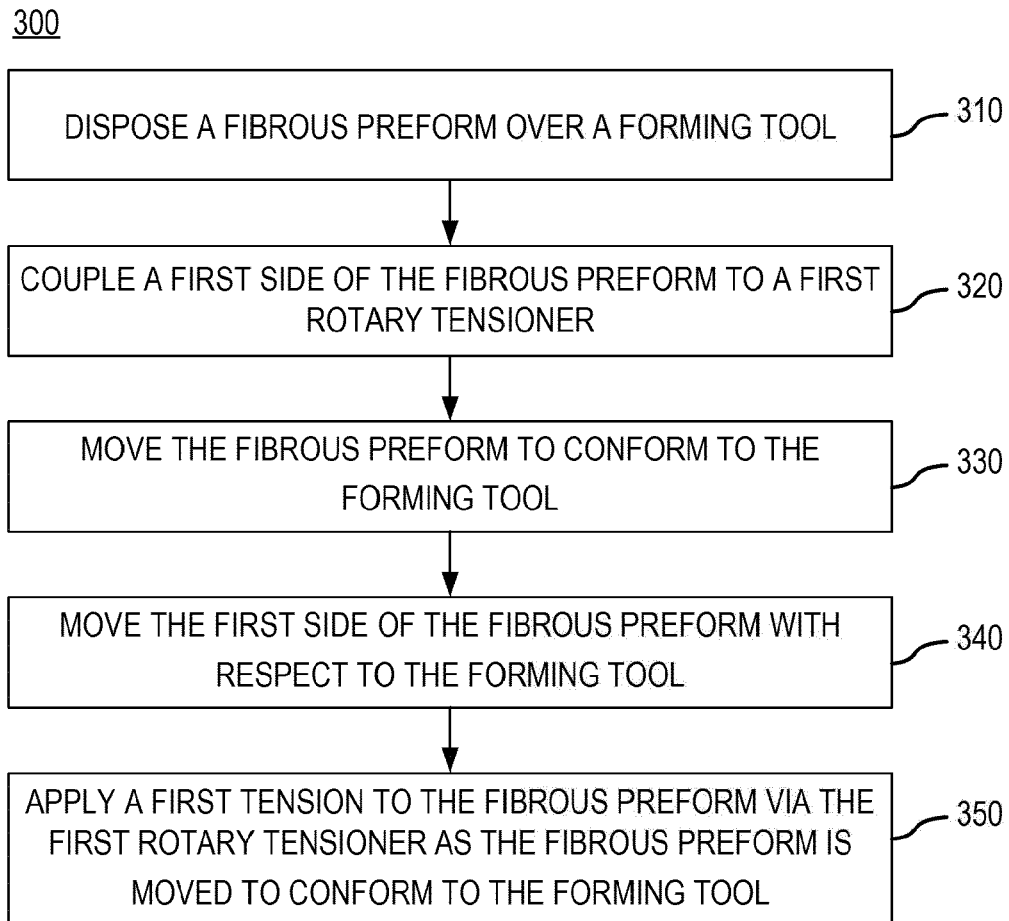 300
DISPOSE A FIBROUS PREFORM OVER A FORMING TOOL
310
COUPLE A FIRST SIDE OF THE FIBROUS PREFORM TO A FIRST
ROTARY TENSIONER
320
MOVE THE FIBROUS PREFORM TO CONFORM TO THE
FORMING TOOL
330
MOVE THE FIRST SIDE OF THE FIBROUS PREFORM WITH
RESPECT TO THE FORMING TOOL
340
APPLY A FIRST TENSION TO THE FIBROUS PREFORM VIA THE
FIRST ROTARY TENSIONER AS THE FIBROUS PREFORM IS
MOVED TO CONFORM TO THE FORMING TOOL
350